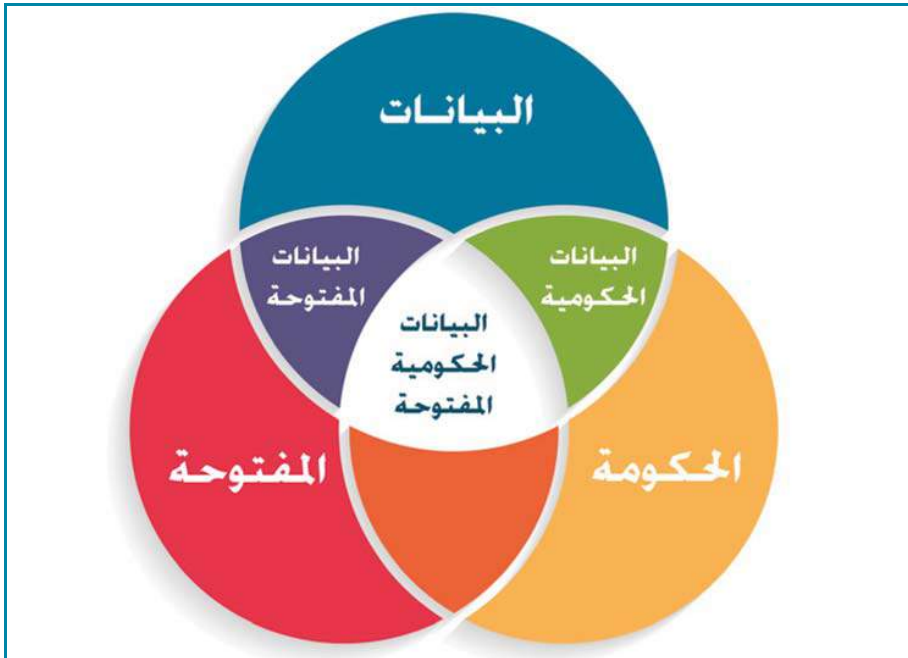 البيانات
البيانات
المفتوحة
البيانات
الحكومية
البيانات
الحكومية
المفتوحة
المفتوحة
الحكومة